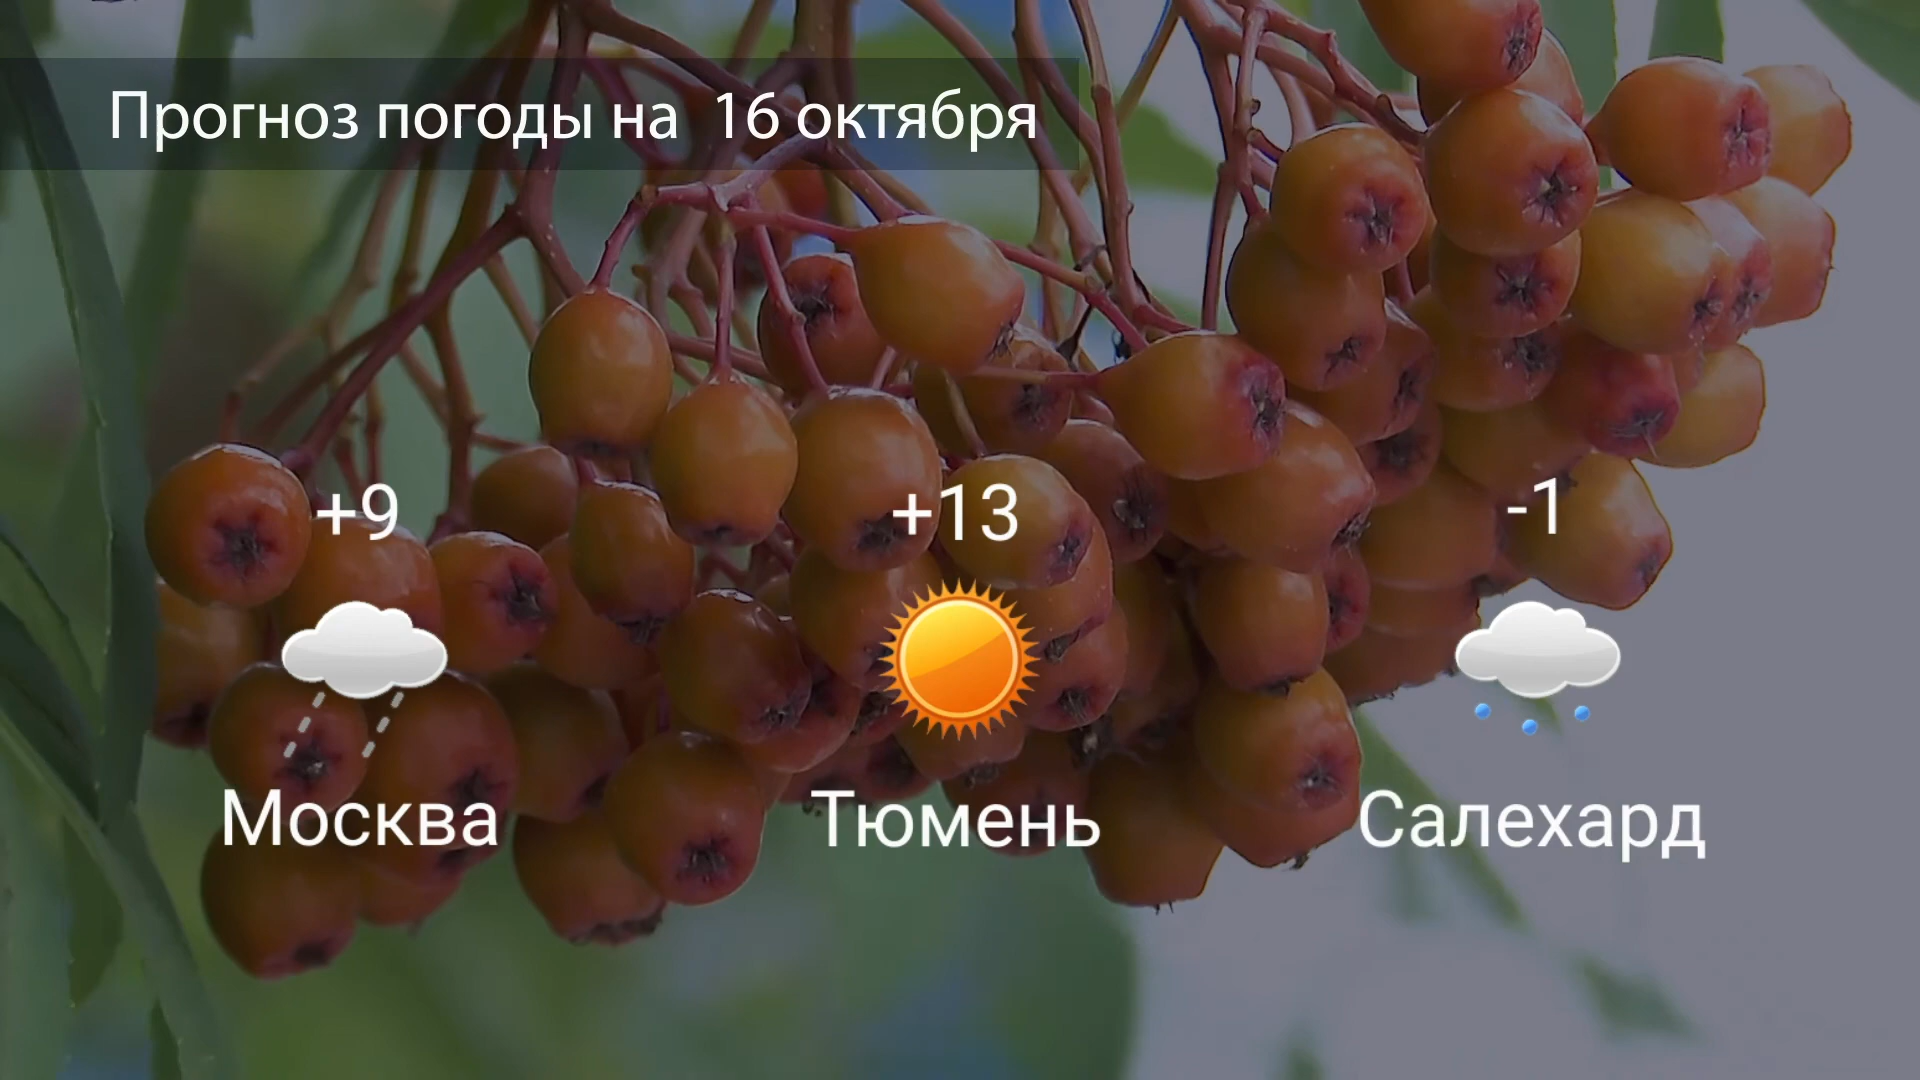 Прогноз погоды на 16 октября
+9
+13
-1
Москва
Тюмень
Салехард